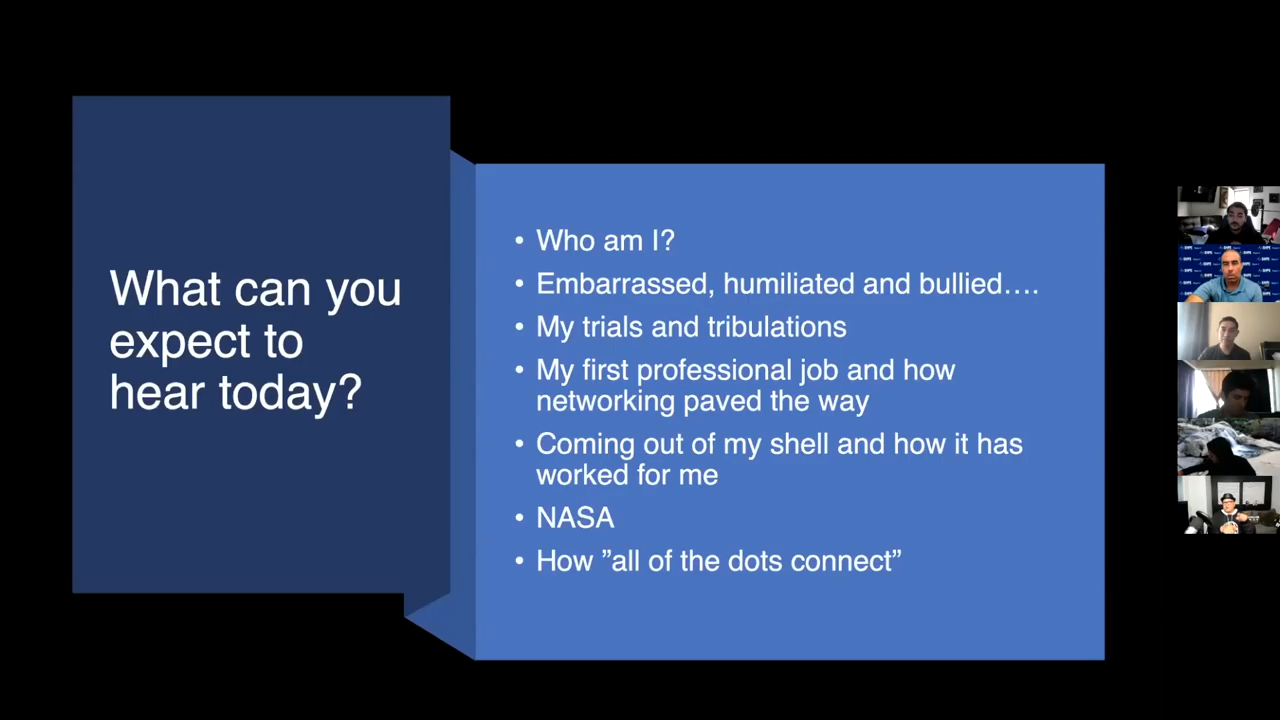 What can you
expect to
hear today?
• Who am I?
• Embarrassed, humiliated and bullied….
• My trials and tribulations
• My first professional job and how
networking paved the way
• Coming out of my shell and how it has
worked for me
• NASA
• How ”all of the dots connect”